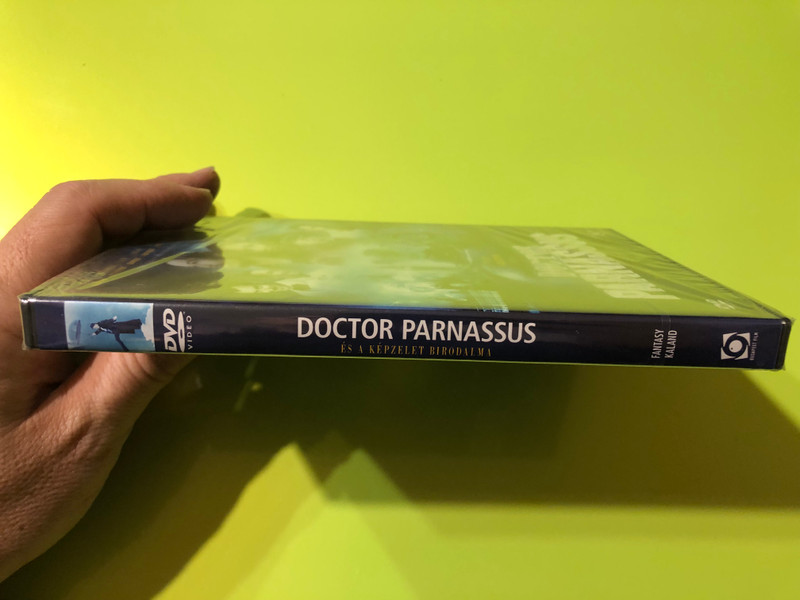 DVD
VIDEO
DOCTOR PARNASSUS
ÉS A KÉPZELET BIRODALMA
FANTASY
KALAND